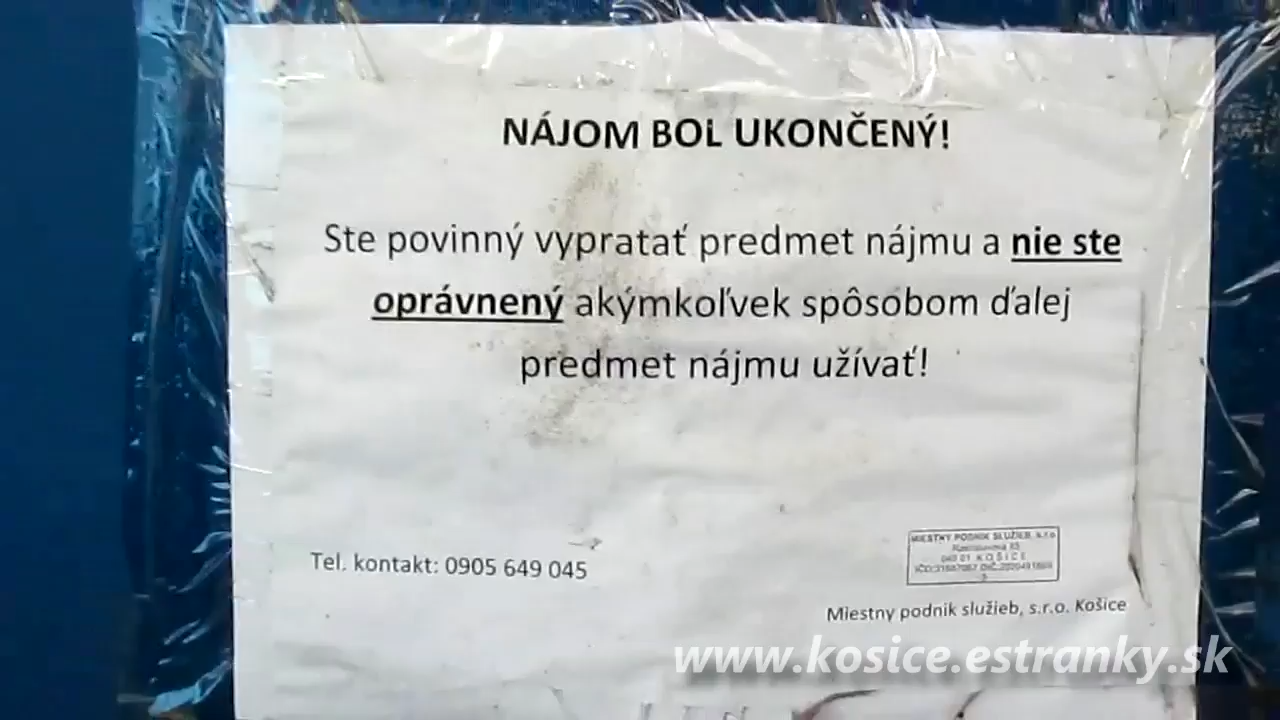 NÁJOM BOL UKONČENÝ!
Ste povinný vypratať predmet nájmu a nie ste
oprávnený akýmkoľvek spôsobom ďalej
predmet nájmu užívať!
Tel. kontakt: 0905 649 045
MIESTNY PODNIK SLUŽIEB, s.r.o.
040 01 KOŠICE
Miestny podnik služieb, s.r.o. Košice
www.kosice.estranky.sk